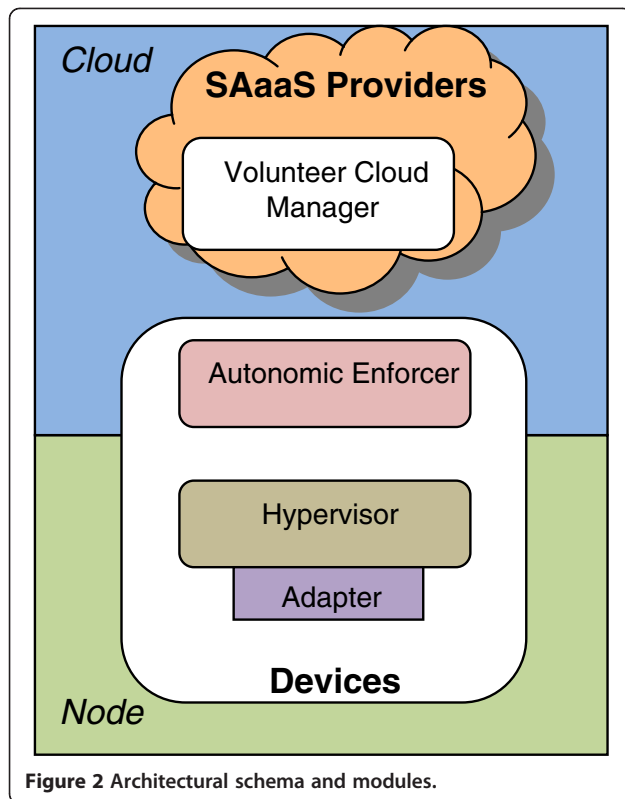 Cloud
SAaaS Providers
Volunteer Cloud
Manager
Autonomic Enforcer
Hypervisor
Adapter
Devices
Node
Figure 2 Architectural schema and modules.